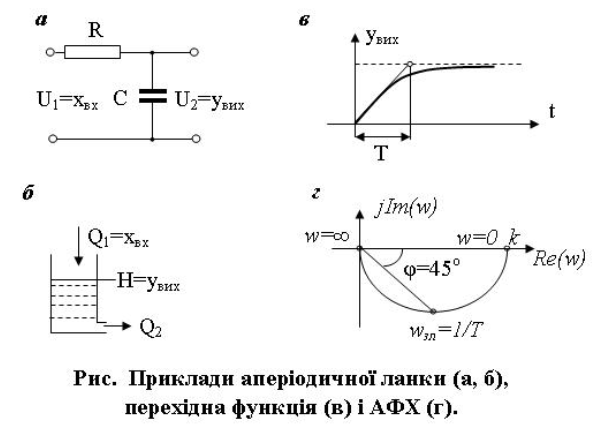 а
R
U₁=xвх
C
U₂=yвих
в
yвих
t
T
б
Q₁=xвх
H=yвих
Q₂
г
jIm(w)
w=∞
w=0
k
Re(w)
φ=45°
wзл=1/T
Рис. Приклади аперіодичної ланки (а, б),
перехідна функція (в) і АФХ (г).